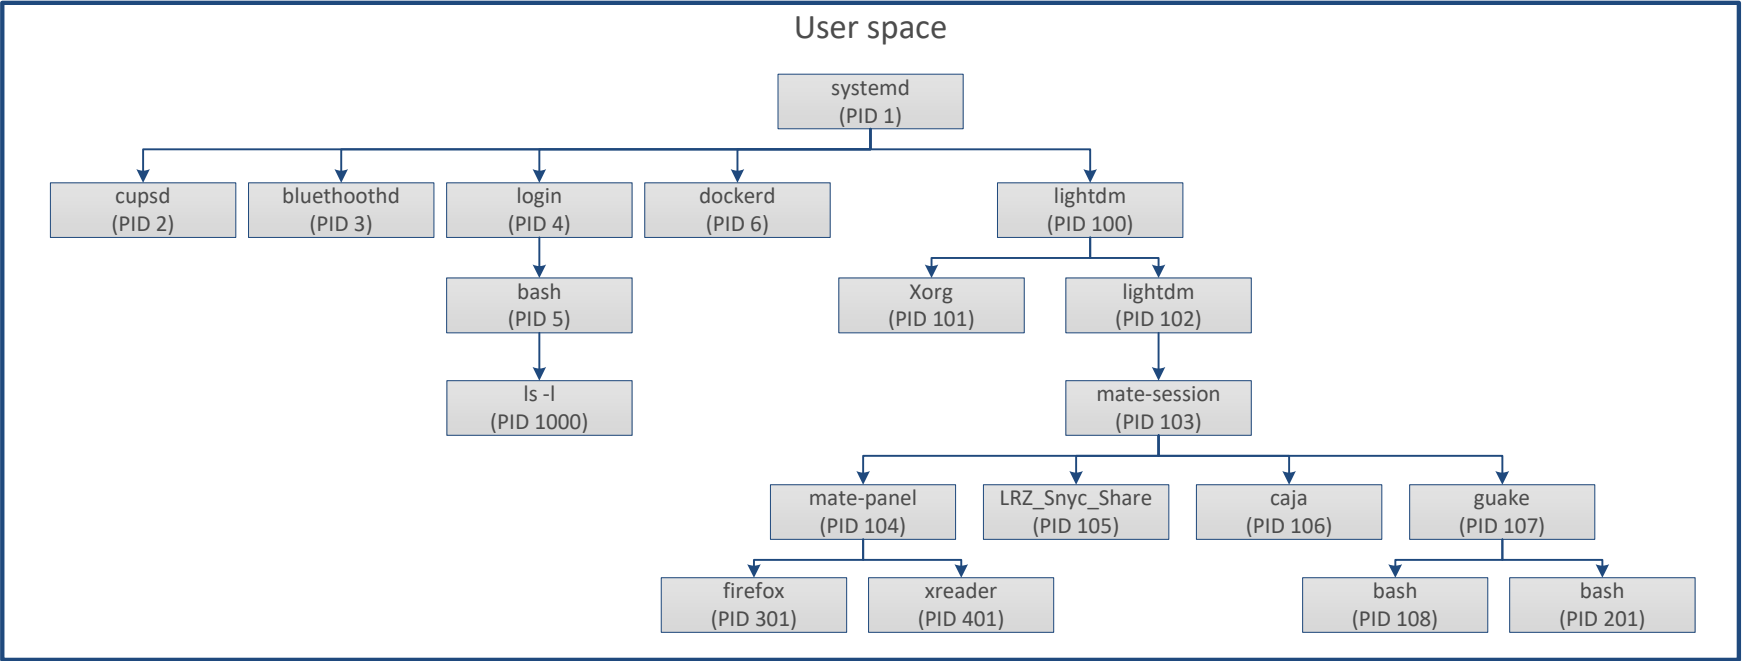 User space
systemd
(PID 1)
cupsd
(PID 2)
bluethoothd
(PID 3)
login
(PID 4)
dockerd
(PID 6)
lightdm
(PID 100)
bash
(PID 5)
Xorg
(PID 101)
lightdm
(PID 102)
ls -l
(PID 1000)
mate-session
(PID 103)
mate-panel
(PID 104)
LRZ_Snyc_Share
(PID 105)
caja
(PID 106)
guake
(PID 107)
firefox
(PID 301)
xreader
(PID 401)
bash
(PID 108)
bash
(PID 201)